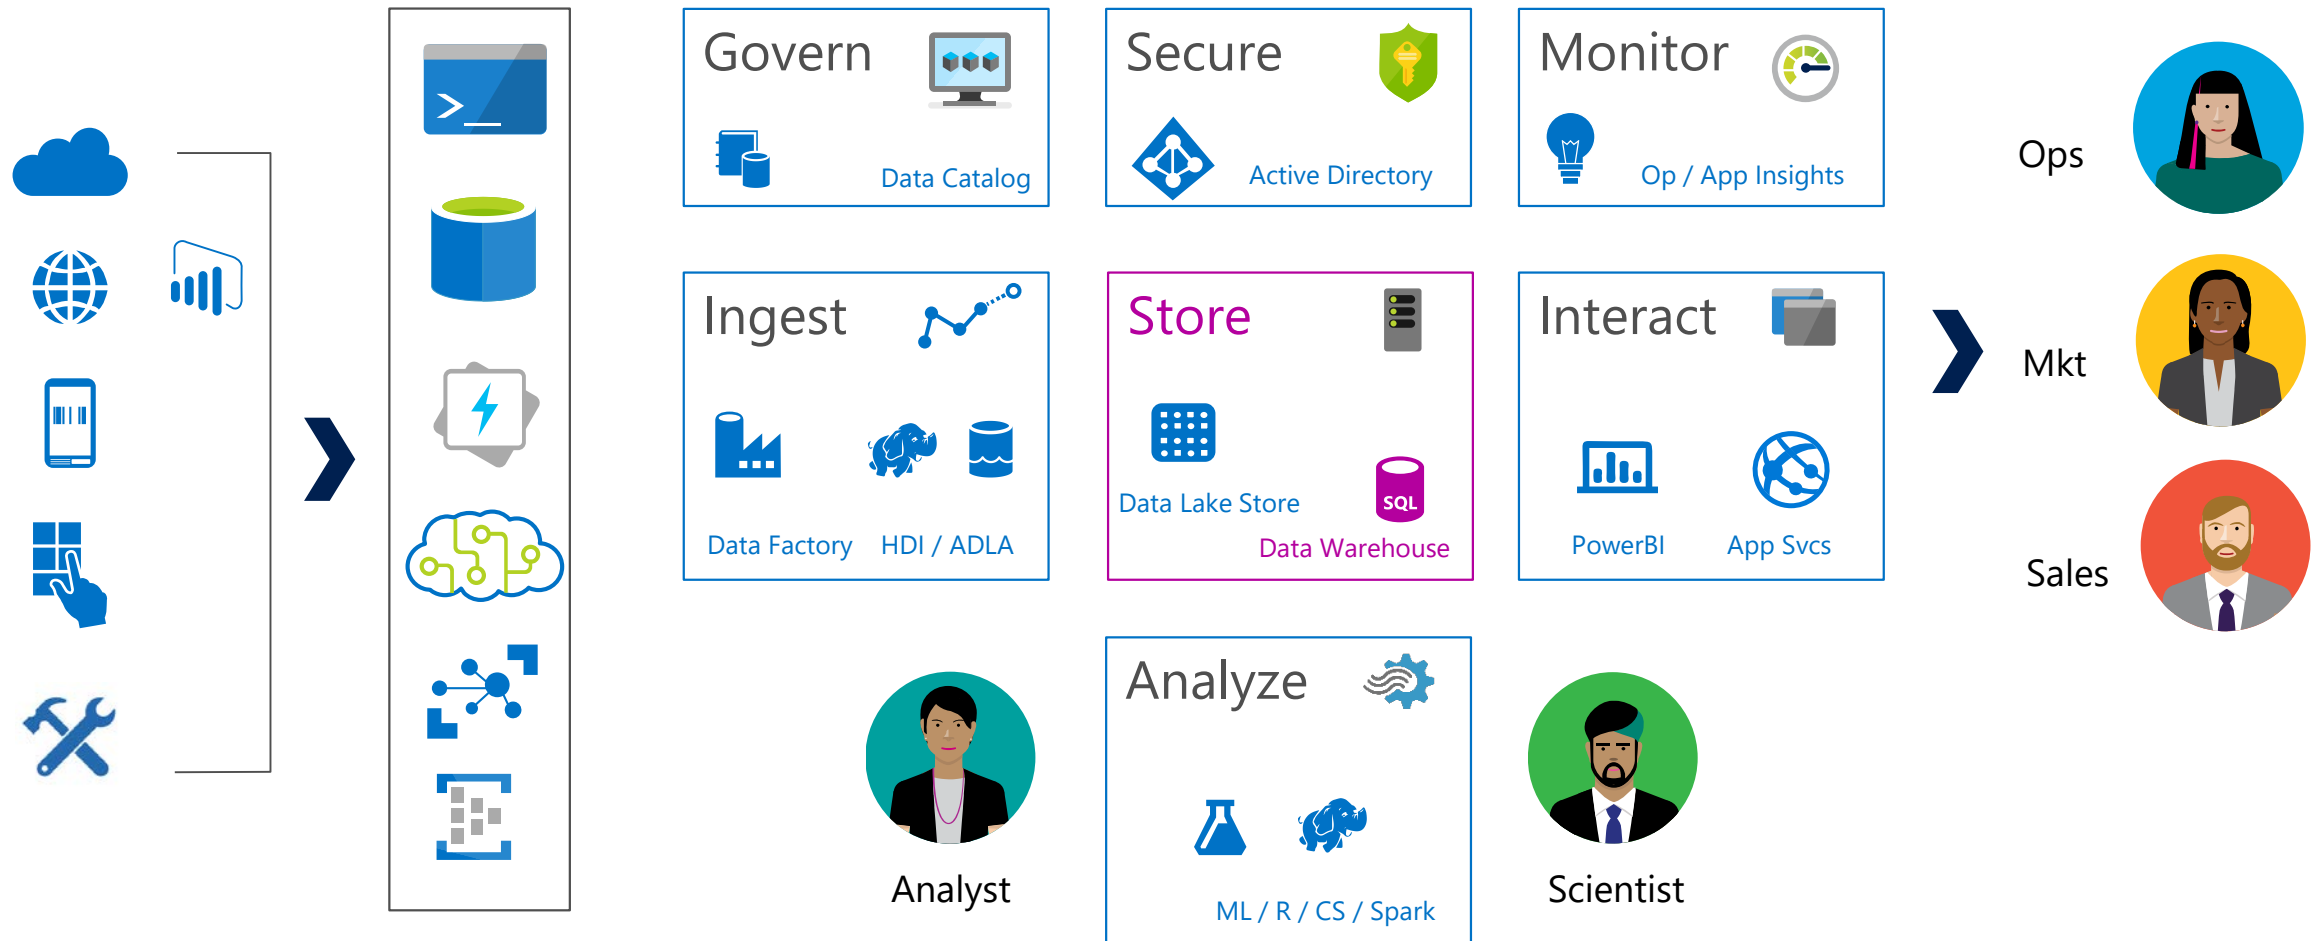 Govern
Data Catalog
Secure
Active Directory
Monitor
Op / App Insights
Ops
Ingest
Data Factory
HDI / ADLA
Store
Data Lake Store
SQL
Data Warehouse
Interact
PowerBI
App Svcs
Mkt
Sales
Analyst
Analyze
ML / R / CS / Spark
Scientist